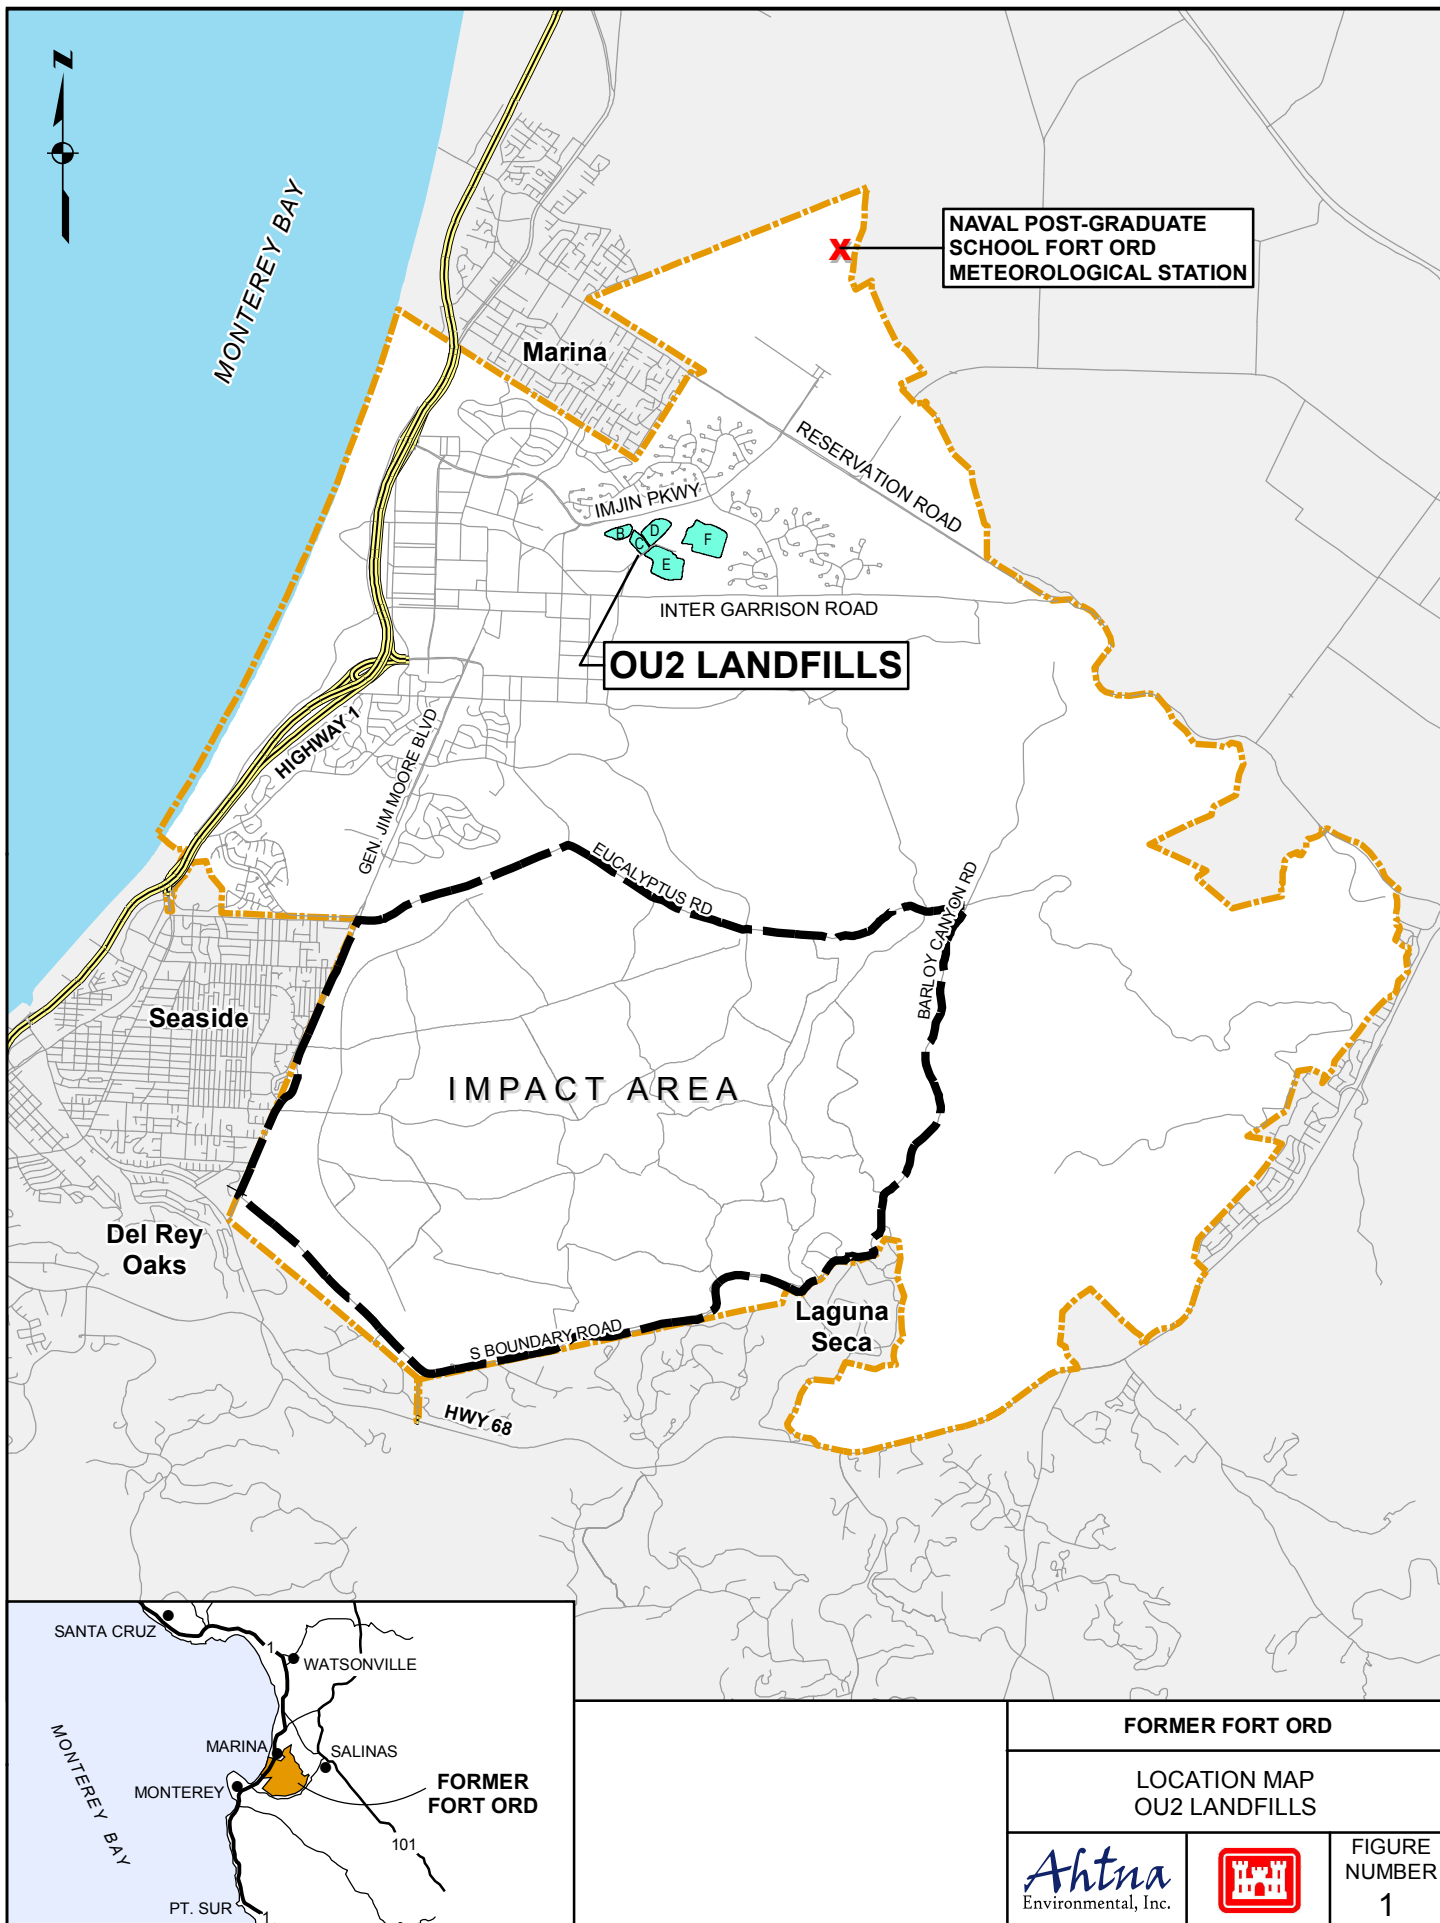 Z
MONTEREY BAY
NAVAL POST-GRADUATE
SCHOOL FORT ORD
METEOROLOGICAL STATION
X
Marina
RESERVATION ROAD
IMJIN PKWY
B
C
D
E
F
INTER GARRISON ROAD
OU2 LANDFILLS
HIGHWAY 1
GEN. JIM MOORE BLVD
EUCALYPTUS RD
BARLOY CANYON RD
Seaside
IMPACT AREA
Del Rey
Oaks
Laguna
Seca
S BOUNDARY ROAD
HWY 68
SANTA CRUZ
1
WATSONVILLE
MARINA
SALINAS
MONTEREY
MONTEREY BAY
FORMER
FORT ORD
101
PT. SUR
1
FORMER FORT ORD
LOCATION MAP
OU2 LANDFILLS
Ahtna
Environmental, Inc.
FIGURE
NUMBER
1